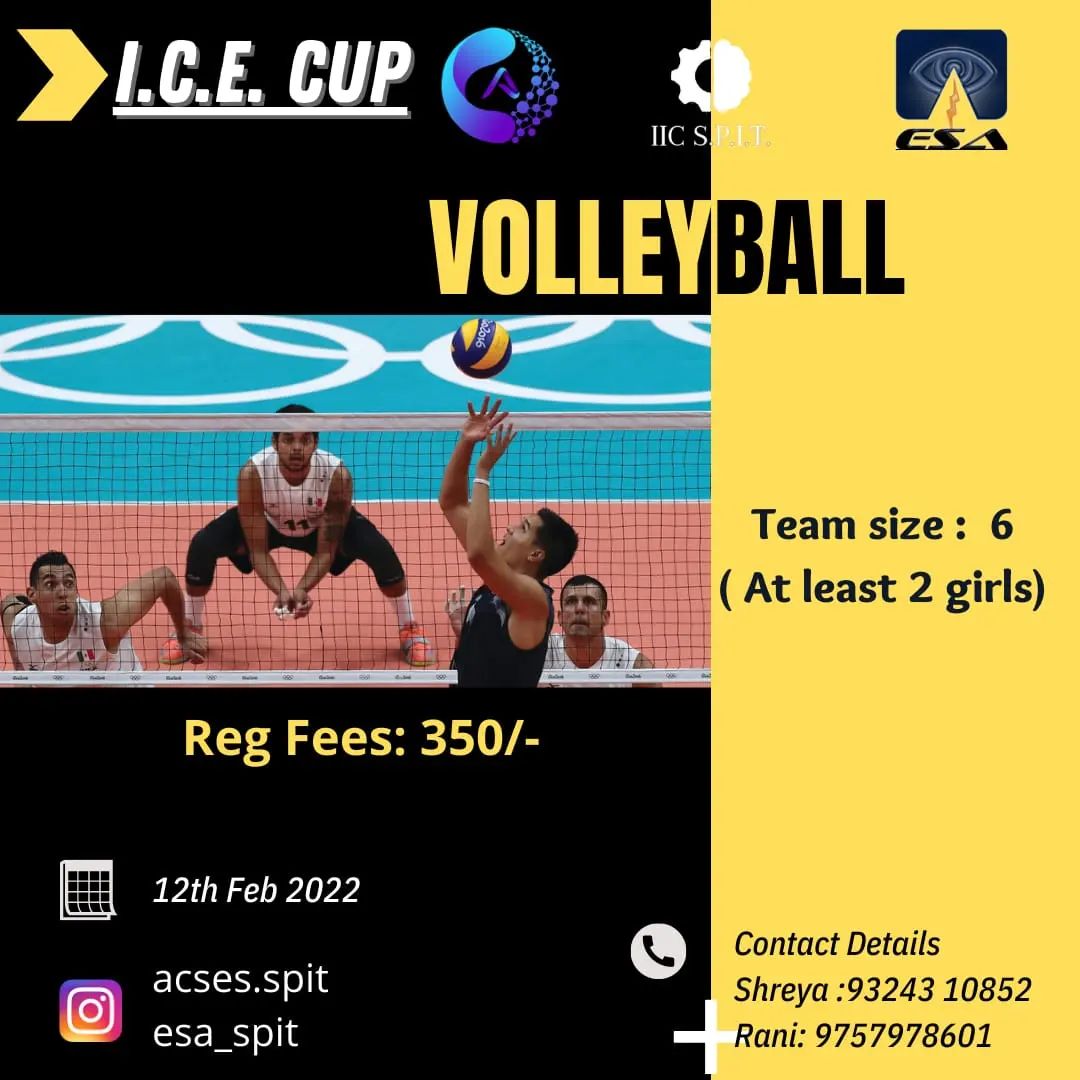 I.C.E. CUP
IIC S.P.I.T.
ESA
VOLLEYBALL
11
Team size :  6
( At least 2 girls)
Reg Fees: 350/-
12th Feb 2022
acses.spit
esa_spit
Contact Details
Shreya :93243 10852
Rani: 9757978601